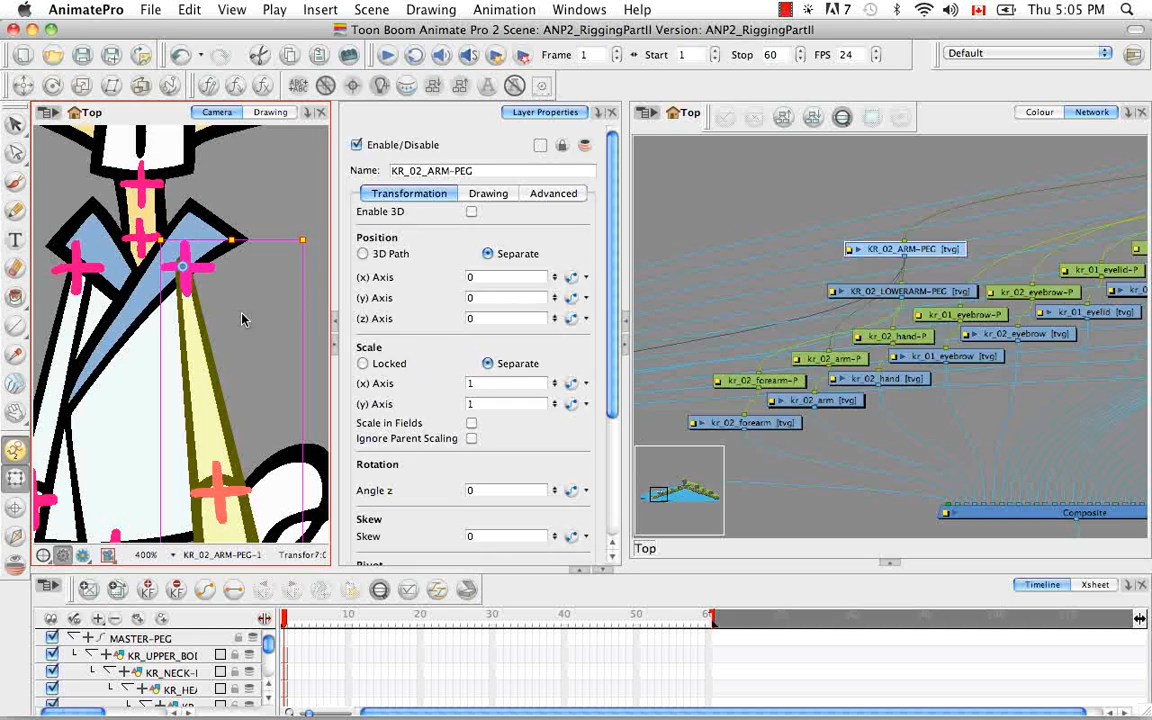 AnimatePro File Edit View Play Insert Scene Drawing Animation Windows Help 7 Thu 5:05 PM
Toon Boom Animate Pro 2 Scene: ANP2_RiggingPartII Version: ANP2_RiggingPartII
Frame 1 Start 1 Stop 60 FPS 24 Default
Top Camera Drawing
Layer Properties
Top Colour Network
Enable/Disable
Name: KR_02_ARM-PEG
Transformation Drawing Advanced
Enable 3D
Position
3D Path Separate
(x) Axis 0
(y) Axis 0
(z) Axis 0
Scale
Locked Separate
(x) Axis 1
(y) Axis 1
Scale in Fields
Ignore Parent Scaling
Rotation
Angle z 0
Skew
Skew 0
KR_02_ARM-PEG [tvg]
kr_01_eyelid-P
KR_02_LOWERARM-PEG [tvg]
kr_02_eyebrow-P
kr_01_eyebrow-P
kr_01_eyelid [tvg]
kr_02_hand-P
kr_02_eyebrow [tvg]
kr_02_arm-P
kr_01_eyebrow [tvg]
kr_02_forearm-P
kr_02_hand [tvg]
kr_02_arm [tvg]
kr_02_forearm [tvg]
Composite
Top
400% KR_02_ARM-PEG-1 Transfor7:0
Timeline Xsheet
10 20 30 40 50
MASTER-PEG
KR_UPPER_BOI
KR_NECK-I
KR_HEA